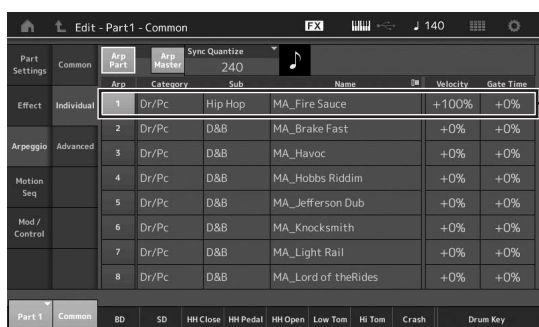 Edit - Part1 - Common FX 140
Part Settings Common Arp Part Arp Master Sync Quantize 240
Arp Category Sub Name Velocity Gate Time
Effect Individual 1 Dr/Pc Hip Hop MA_Fire Sauce +100% +0%
2 Dr/Pc D&B MA_Brake Fast +0% +0%
Arpeggio Advanced 3 Dr/Pc D&B MA_Havoc +0% +0%
4 Dr/Pc D&B MA_Hobbs Riddim +0% +0%
Motion Seq
5 Dr/Pc D&B MA_Jefferson Dub +0% +0%
Mod / Control 6 Dr/Pc D&B MA_Knocksmith +0% +0%
7 Dr/Pc D&B MA_Light Rail +0% +0%
8 Dr/Pc D&B MA_Lord of theRides +0% +0%
Part 1 Common BD SD HH Close HH Pedal HH Open Low Tom Hi Tom Crash Drum Key